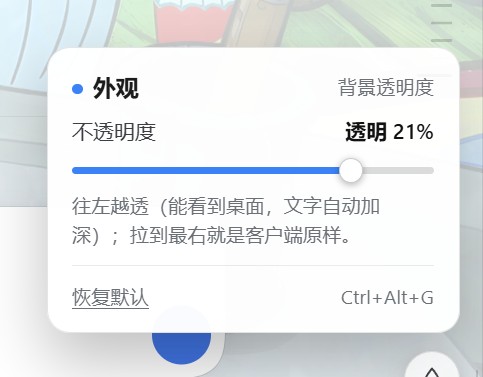 外观
背景透明度
不透明度
透明 21%
往左越透（能看到桌面，文字自动加
深）；拉到最右就是客户端原样。
恢复默认
Ctrl+Alt+G